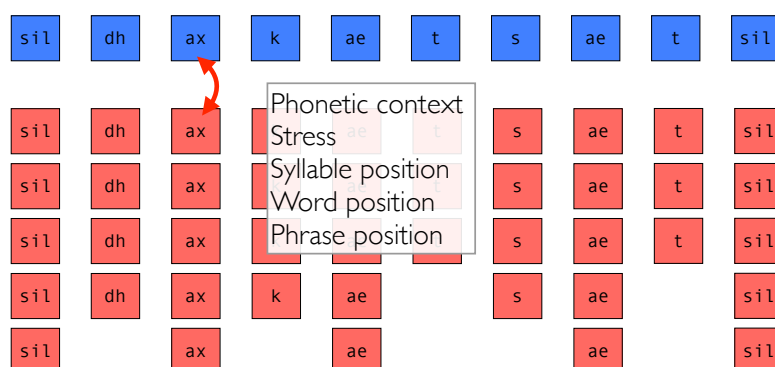 sil dh ax k ae t s ae t sil
Phonetic context
Stress
Syllable position
Word position
Phrase position
sil dh ax ae t s ae t sil
sil dh ax k ae t s ae t sil
sil dh ax s ae t sil
sil dh ax k ae s ae sil
sil ax ae ae sil